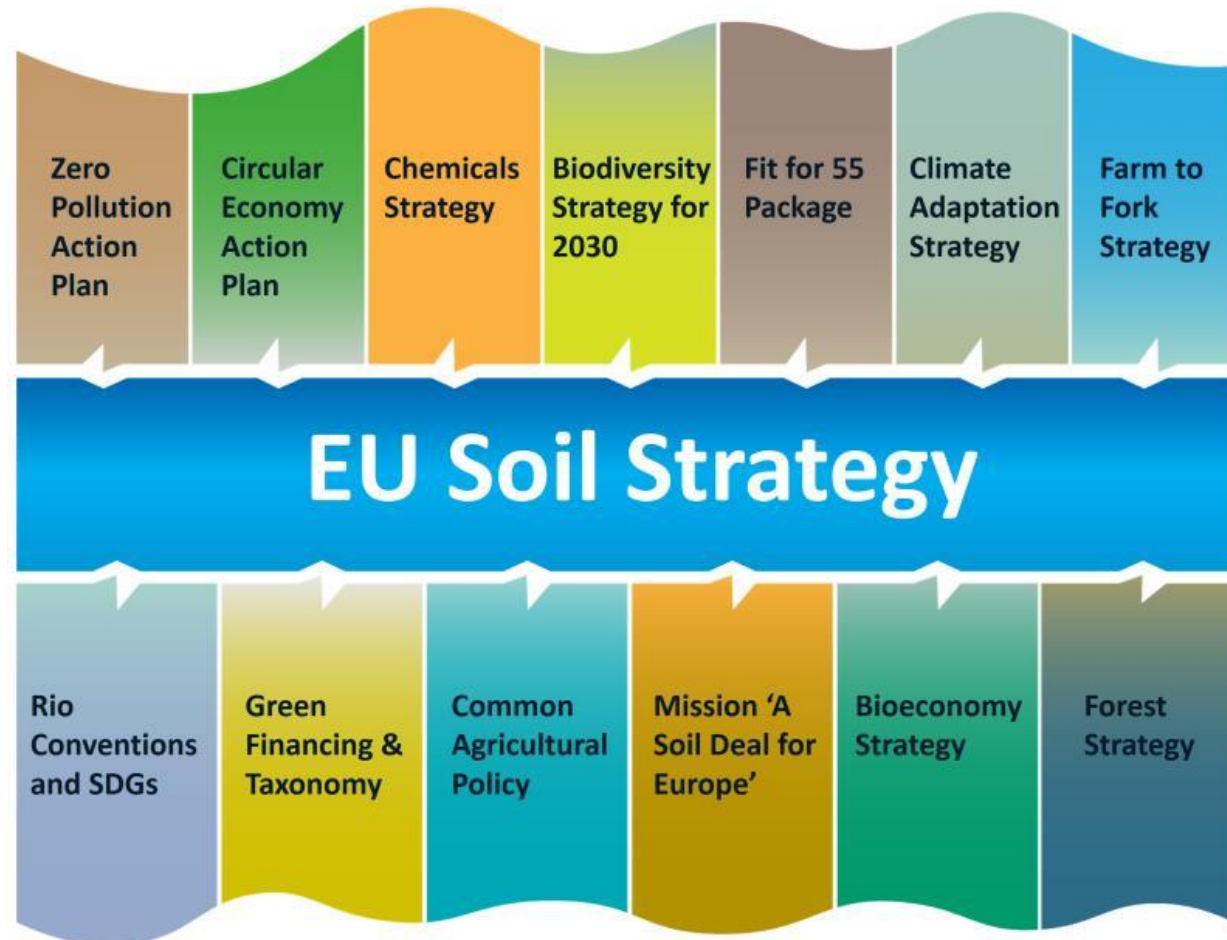 Zero
Pollution
Action
Plan
Circular
Economy
Action
Plan
Chemicals
Strategy
Biodiversity
Strategy for
2030
Fit for 55
Package
Climate
Adaptation
Strategy
Farm to
Fork
Strategy
EU Soil Strategy
Rio
Conventions
and SDGs
Green
Financing &
Taxonomy
Common
Agricultural
Policy
Mission ‘A
Soil Deal for
Europe’
Bioeconomy
Strategy
Forest
Strategy